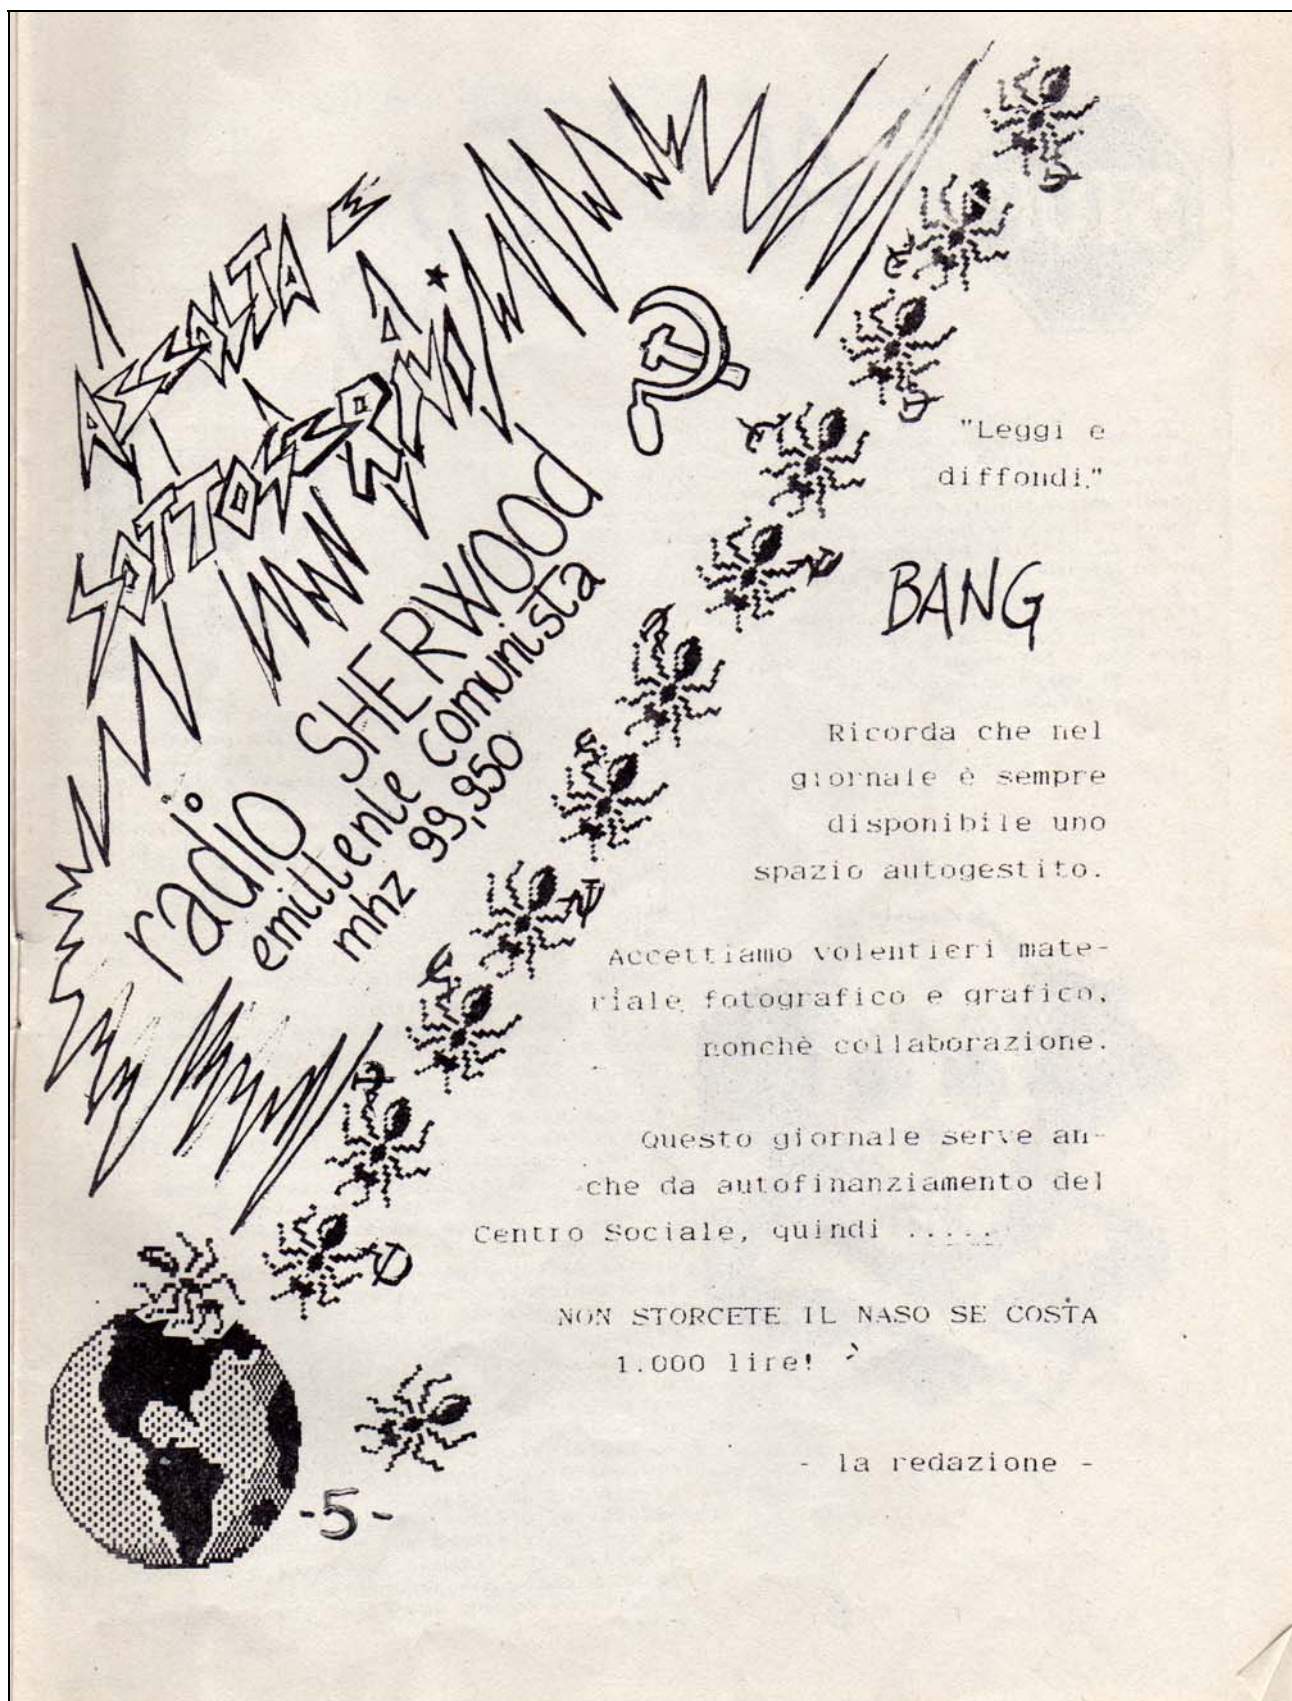 ASSOLTA E
radio
SHERWOOD
emittente comunista
mhz 99,950
"Leggi e
diffondi."
BANG
Ricorda che nel
giornale è sempre
disponibile uno
spazio autogestito.
Accettiamo volentieri mate-
riale fotografico e grafico,
nonchè collaborazione.
Questo giornale serve an-
che da autofinanziamento del
Centro Sociale, quindi .....
NON STORCETE IL NASO SE COSTA
1.000 lire!
- la redazione -
-5-